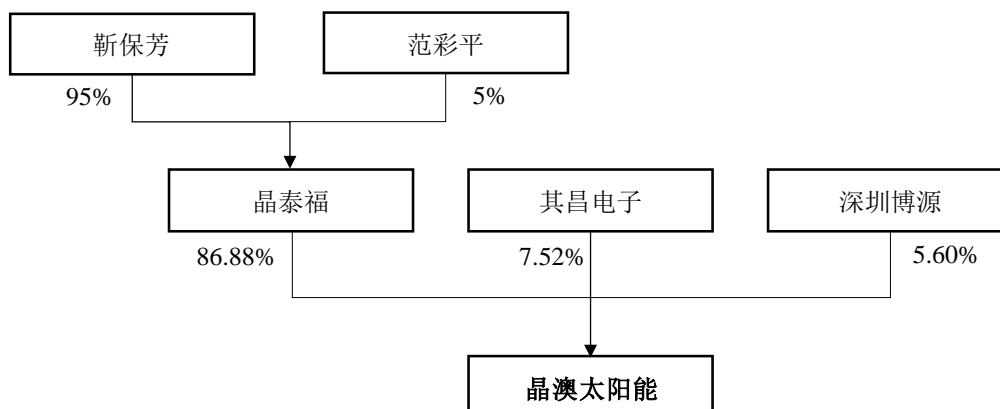 靳保芳
范彩平
95%
5%
晶泰福
其昌电子
深圳博源
86.88%
7.52%
5.60%
晶澳太阳能